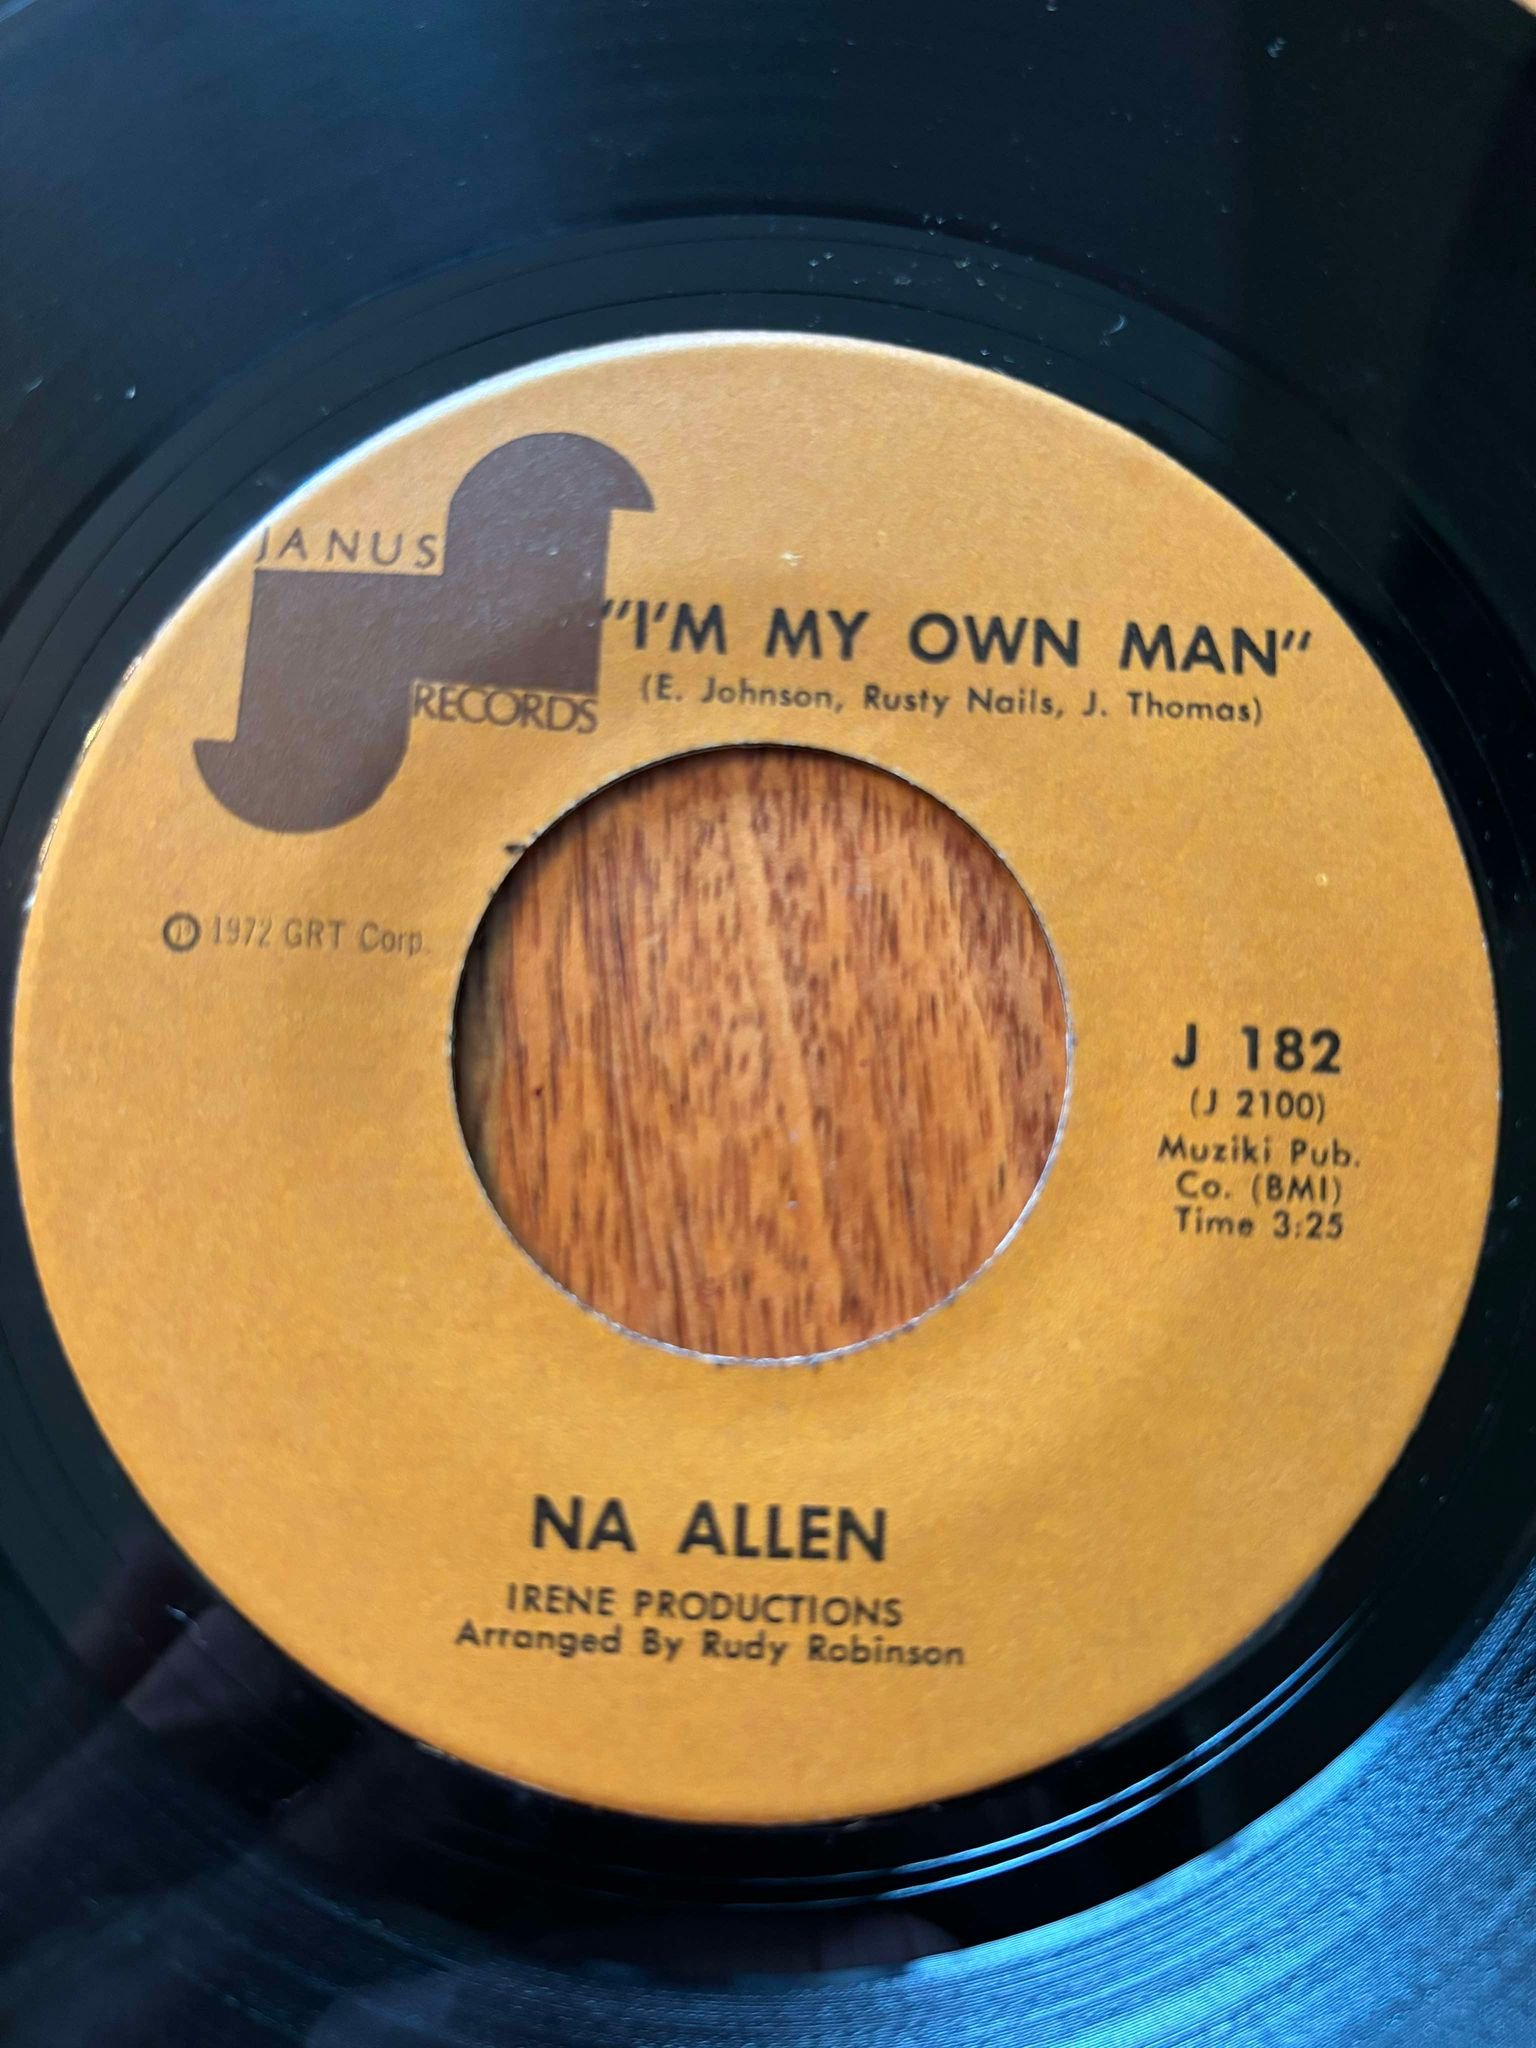 JANUS
RECORDS
"I'M MY OWN MAN"
(E. Johnson, Rusty Nails, J. Thomas)
Ⓟ 1972 GRT Corp.
J 182
(J 2100)
Muziki Pub.
Co. (BMI)
Time 3:25
NA ALLEN
IRENE PRODUCTIONS
Arranged By Rudy Robinson